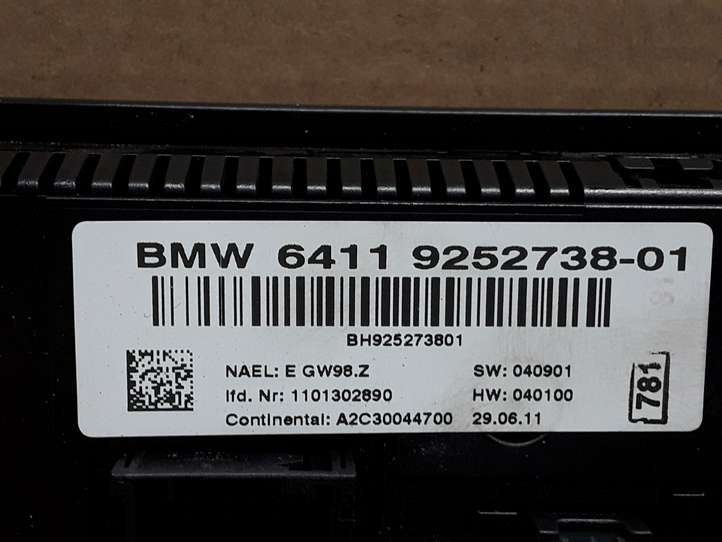 BMW 6411 9252738-01
BH925273801
NAEL: E GW98.Z SW: 040901
lfd. Nr: 1101302890 HW: 040100
Continental: A2C30044700 29.06.11
781